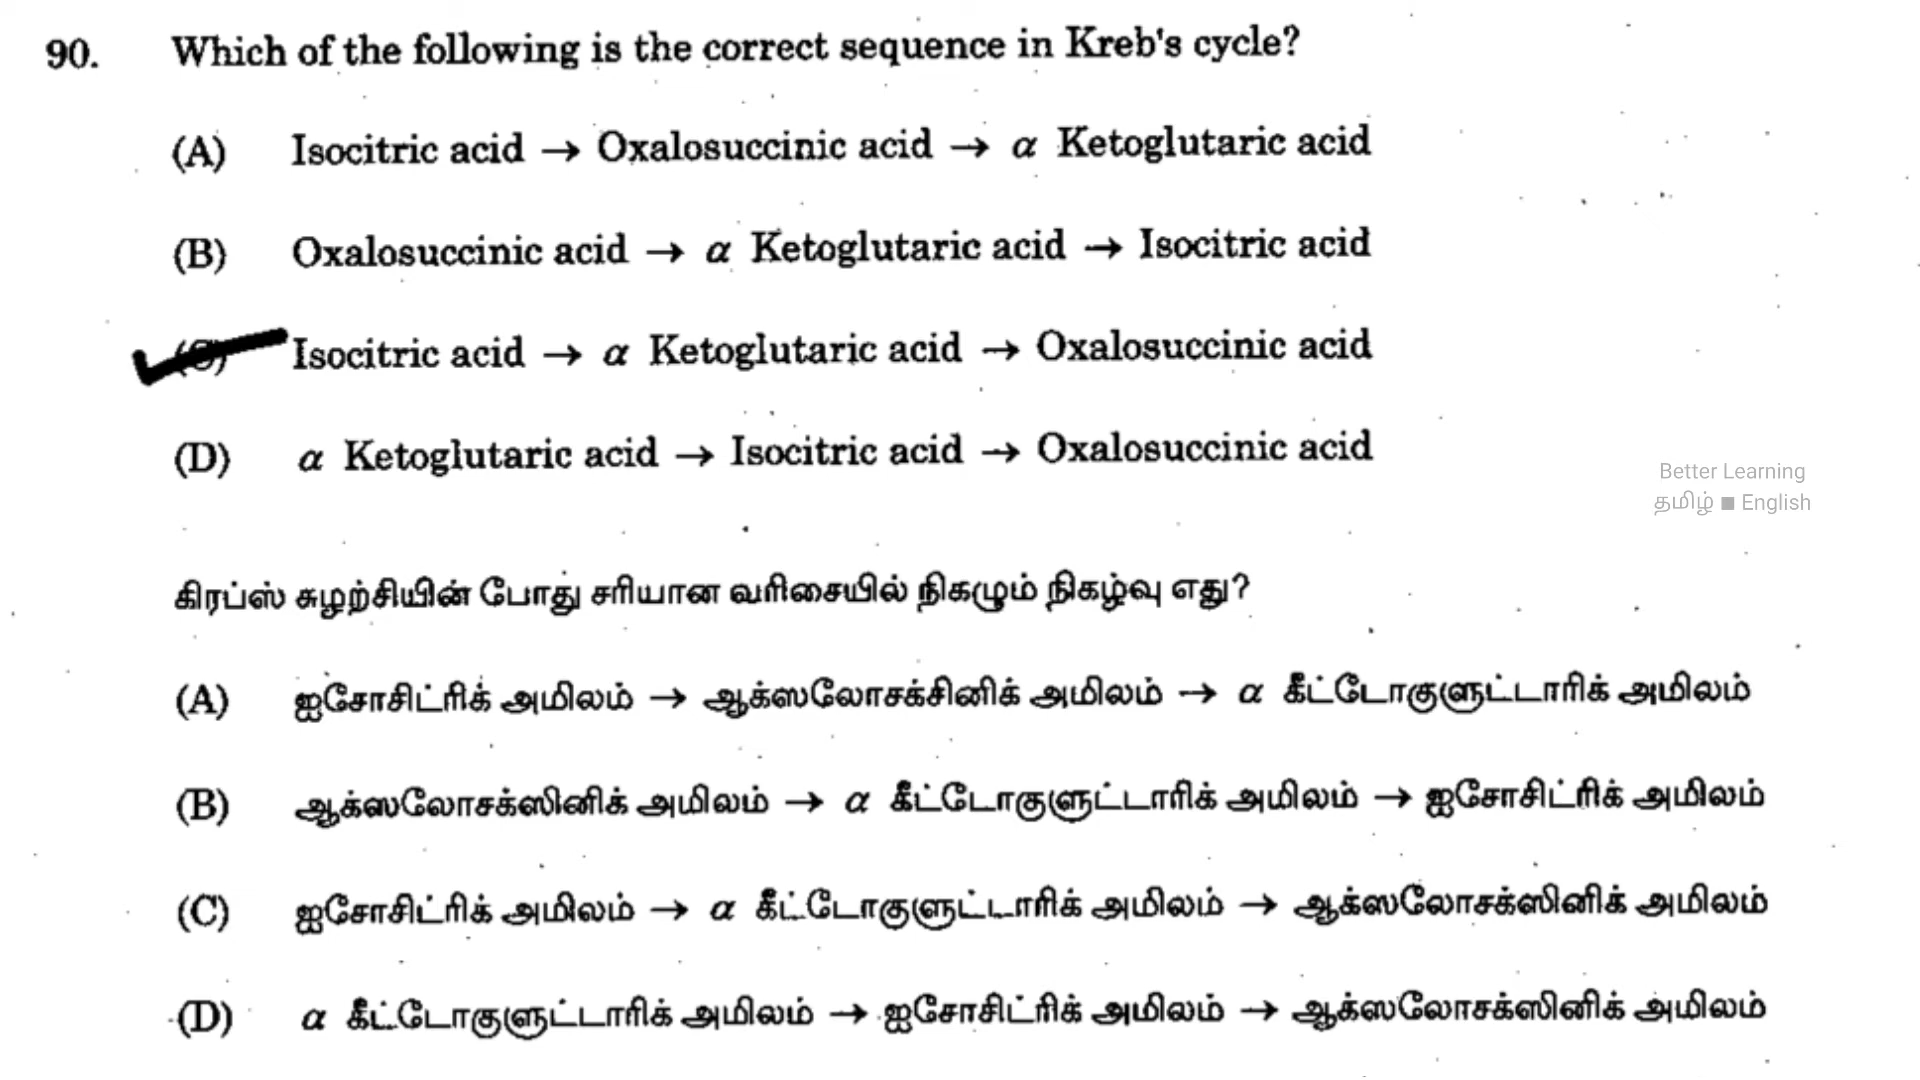 90. Which of the following is the correct sequence in Kreb's cycle?
(A) Isocitric acid → Oxalosuccinic acid → α Ketoglutaric acid
(B) Oxalosuccinic acid → α Ketoglutaric acid → Isocitric acid
(C) Isocitric acid → α Ketoglutaric acid → Oxalosuccinic acid
(D) α Ketoglutaric acid → Isocitric acid → Oxalosuccinic acid
Better Learning
தமிழ் ■ English
கிரப்ஸ் சுழற்சியின் போது சரியான வரிசையில் நிகழும் நிகழ்வு எது?
(A) ஐசோசிட்ரிக் அமிலம் → ஆக்ஸலோசக்சினிக் அமிலம் → α கீட்டோகுளுட்டாரிக் அமிலம்
(B) ஆக்ஸலோசக்ஸினிக் அமிலம் → α கீட்டோகுளுட்டாரிக் அமிலம் → ஐசோசிட்ரிக் அமிலம்
(C) ஐசோசிட்ரிக் அமிலம் → α கீட்டோகுளுட்டாரிக் அமிலம் → ஆக்ஸலோசக்ஸினிக் அமிலம்
(D) α கீட்டோகுளுட்டாரிக் அமிலம் → ஐசோசிட்ரிக் அமிலம் → ஆக்ஸலோசக்ஸினிக் அமிலம்